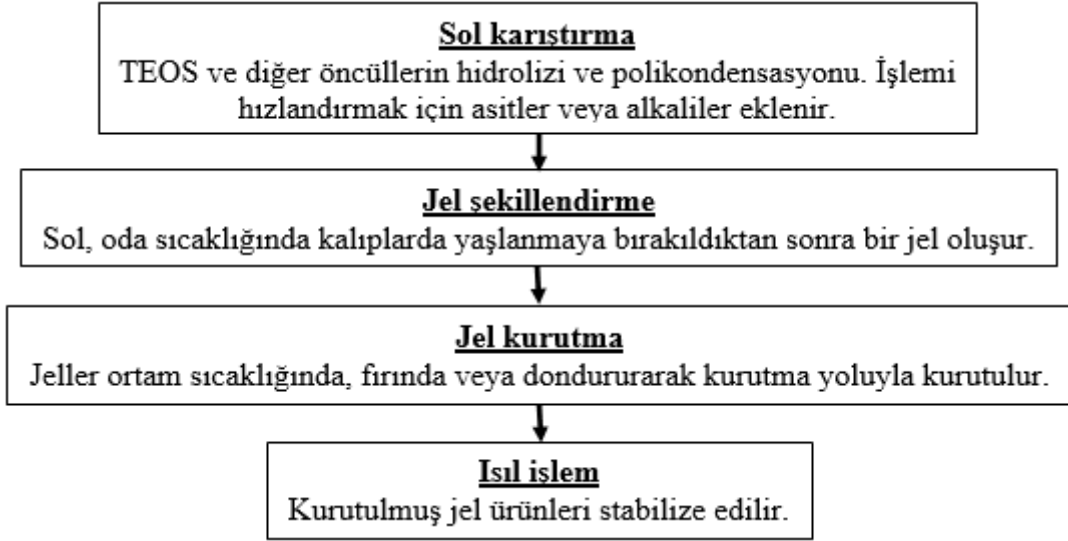 Sol karıştırma
TEOS ve diğer öncüllerin hidrolizi ve polikondensasyonu. İşlemi
hızlandırmak için asitler veya alkaliler eklenir.
Jel şekillendirme
Sol, oda sıcaklığında kalıplarda yaşlanmaya bırakıldıktan sonra bir jel oluşur.
Jel kurutma
Jeller ortam sıcaklığında, fırında veya dondururarak kurutma yoluyla kurutulur.
Isıl işlem
Kurutulmuş jel ürünleri stabilize edilir.